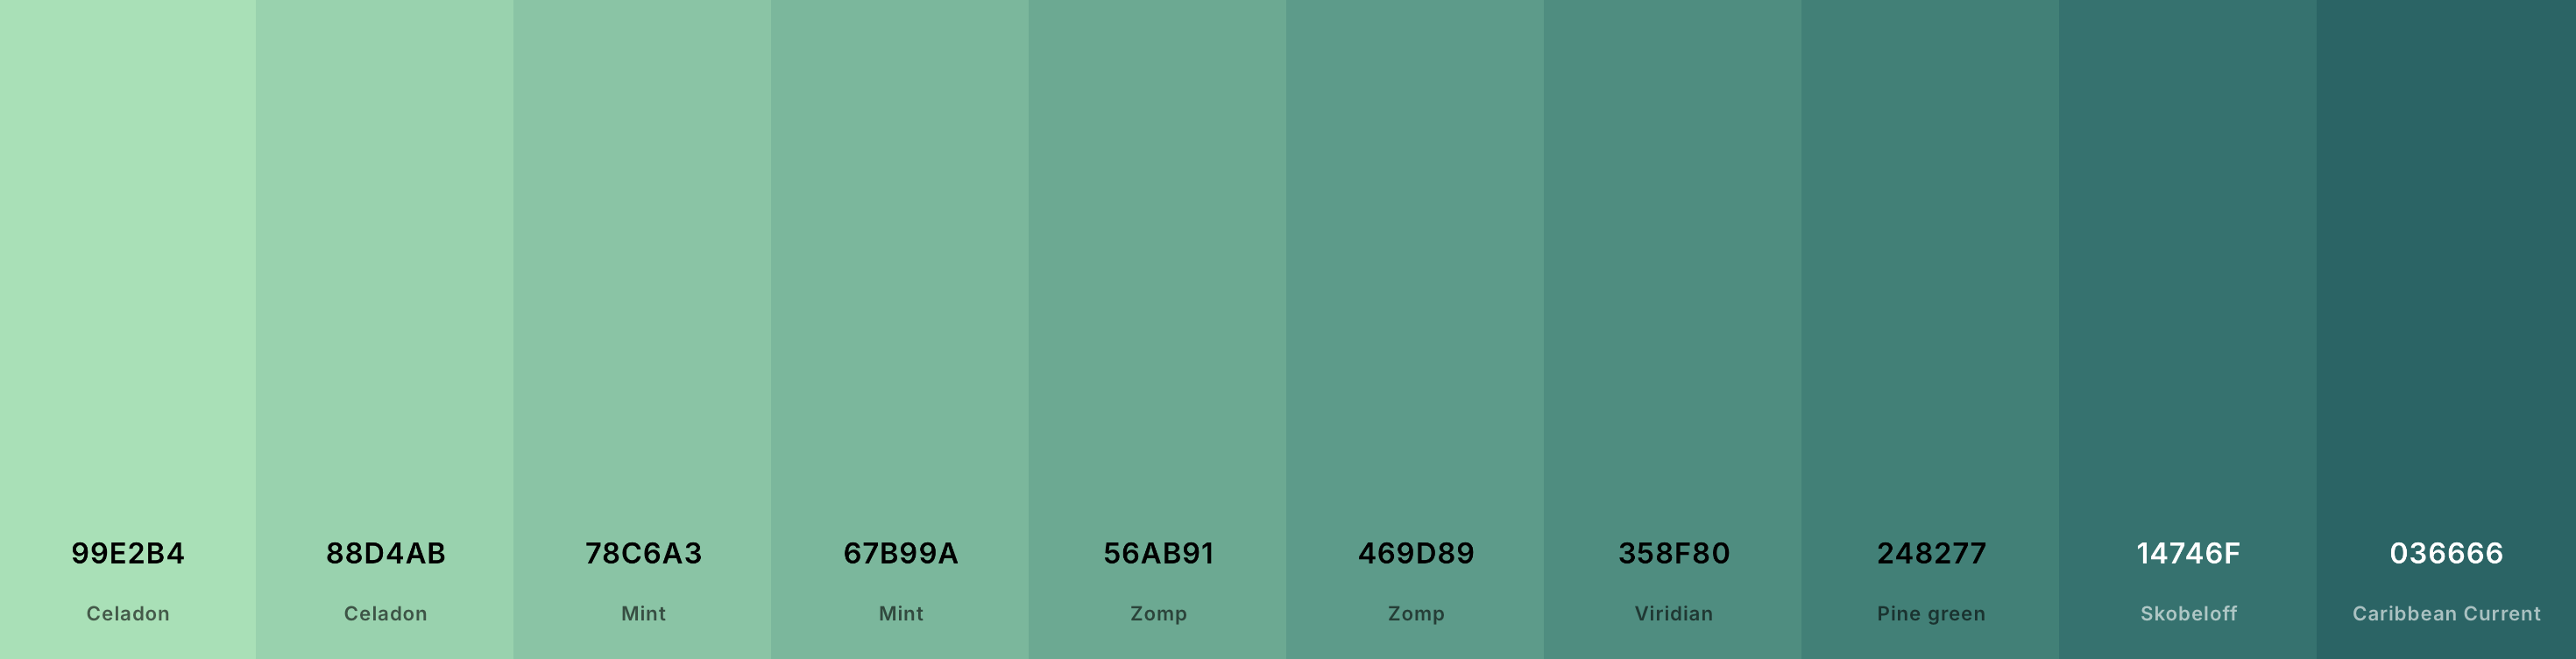 99E2B4
Celadon
88D4AB
Celadon
78C6A3
Mint
67B99A
Mint
56AB91
Zomp
469D89
Zomp
358F80
Viridian
248277
Pine green
14746F
Skobeloff
036666
Caribbean Current